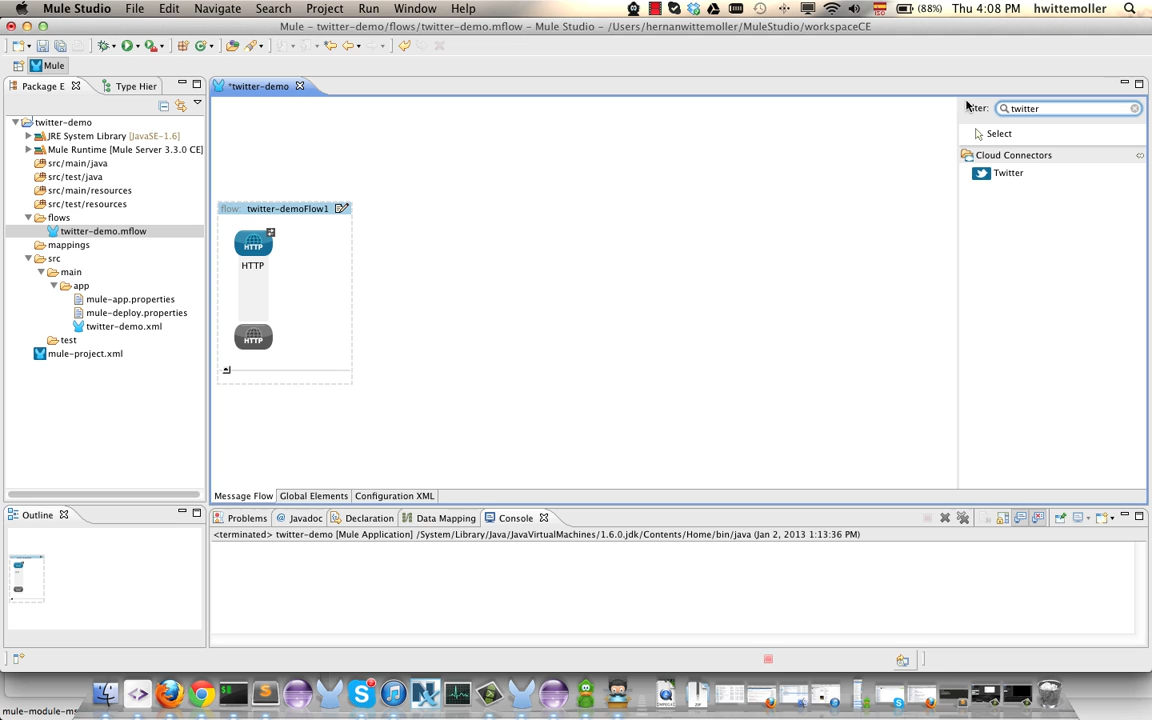 Mule Studio File Edit Navigate Search Project Run Window Help (88%) Thu 4:08 PM hwittemoller
Mule – twitter-demo/flows/twitter-demo.mflow – Mule Studio – /Users/hernanwittemoller/MuleStudio/workspaceCE
Mule
Package E Type Hier
*twitter-demo
twitter
Select
Cloud Connectors
Twitter
twitter-demo
JRE System Library [JavaSE-1.6]
Mule Runtime [Mule Server 3.3.0 CE]
src/main/java
src/test/java
src/main/resources
src/test/resources
flows
twitter-demo.mflow
mappings
src
main
app
mule-app.properties
mule-deploy.properties
twitter-demo.xml
test
mule-project.xml
flow: twitter-demoFlow1
HTTP
HTTP
HTTP
Message Flow Global Elements Configuration XML
Outline
Problems Javadoc Declaration Data Mapping Console
<terminated> twitter-demo [Mule Application] /System/Library/Java/JavaVirtualMachines/1.6.0.jdk/Contents/Home/bin/java (Jan 2, 2013 1:13:36 PM)
mule-module-ms